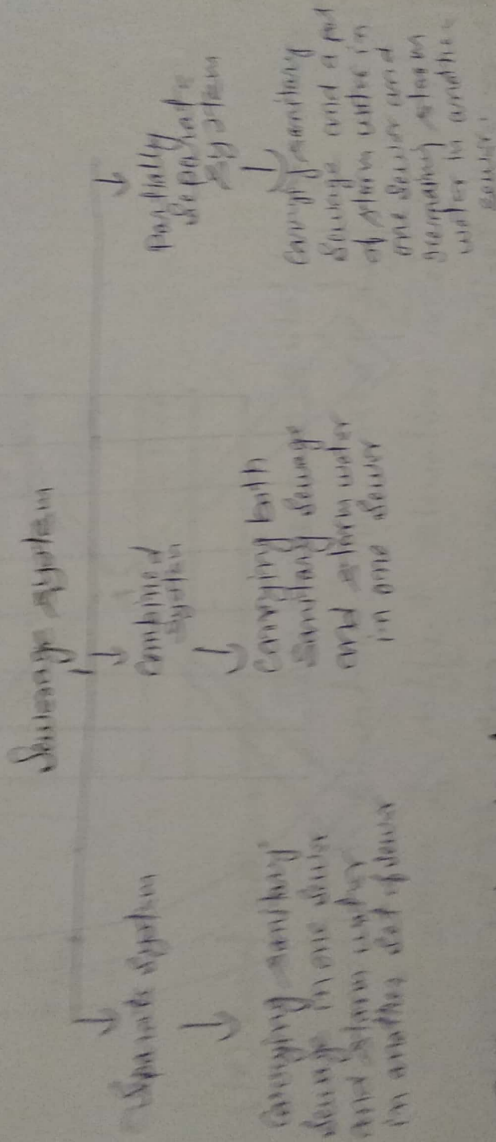 Sewerage system
Separate system
Carrying sanitary
Sewage in one sewer
and storm water
in another set of sewer
Combined
system
Carrying both
Sanitary sewage
and storm water
in one sewer
Partially
Separate
System
Carrying sanitary
Sewage and a part
of storm water in
one sewer and
remaining storm
water in another
sewer.